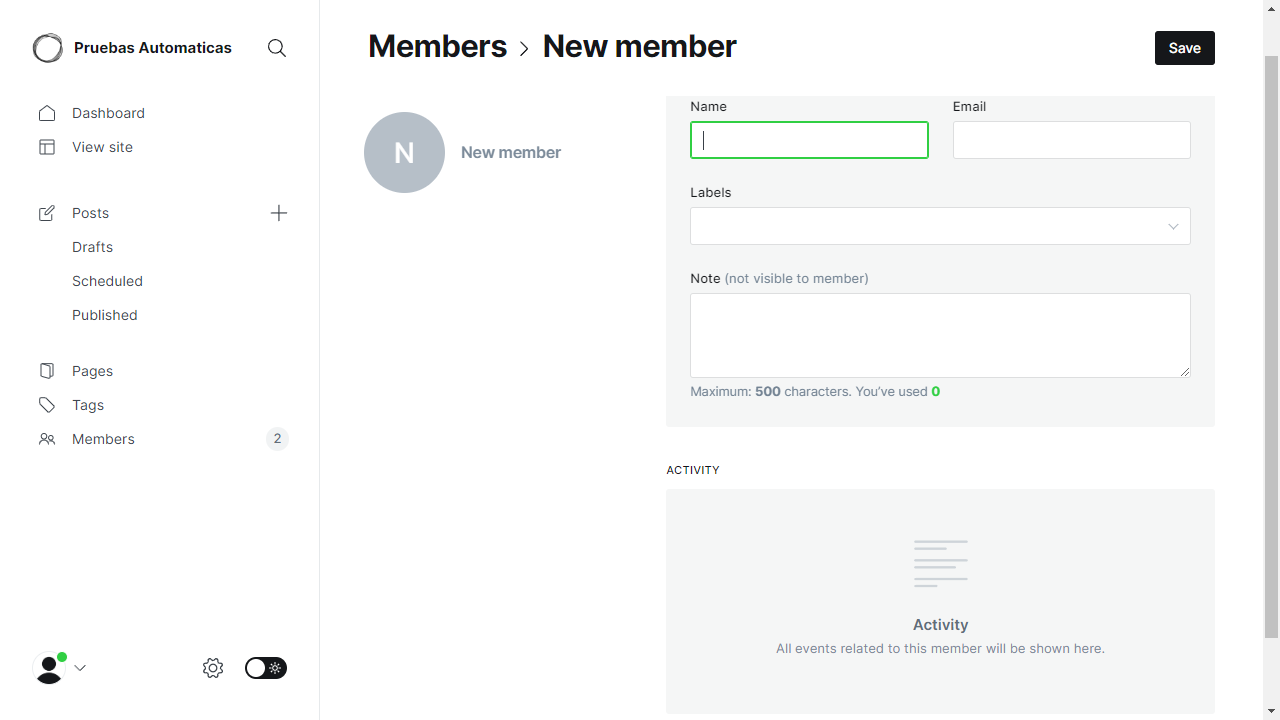 Pruebas Automaticas
Dashboard
View site
Posts
Drafts
Scheduled
Published
Pages
Tags
Members 2
Members New member
Save
N New member
Name Email
Labels
Note (not visible to member)
Maximum: 500 characters. You’ve used 0
ACTIVITY
Activity
All events related to this member will be shown here.